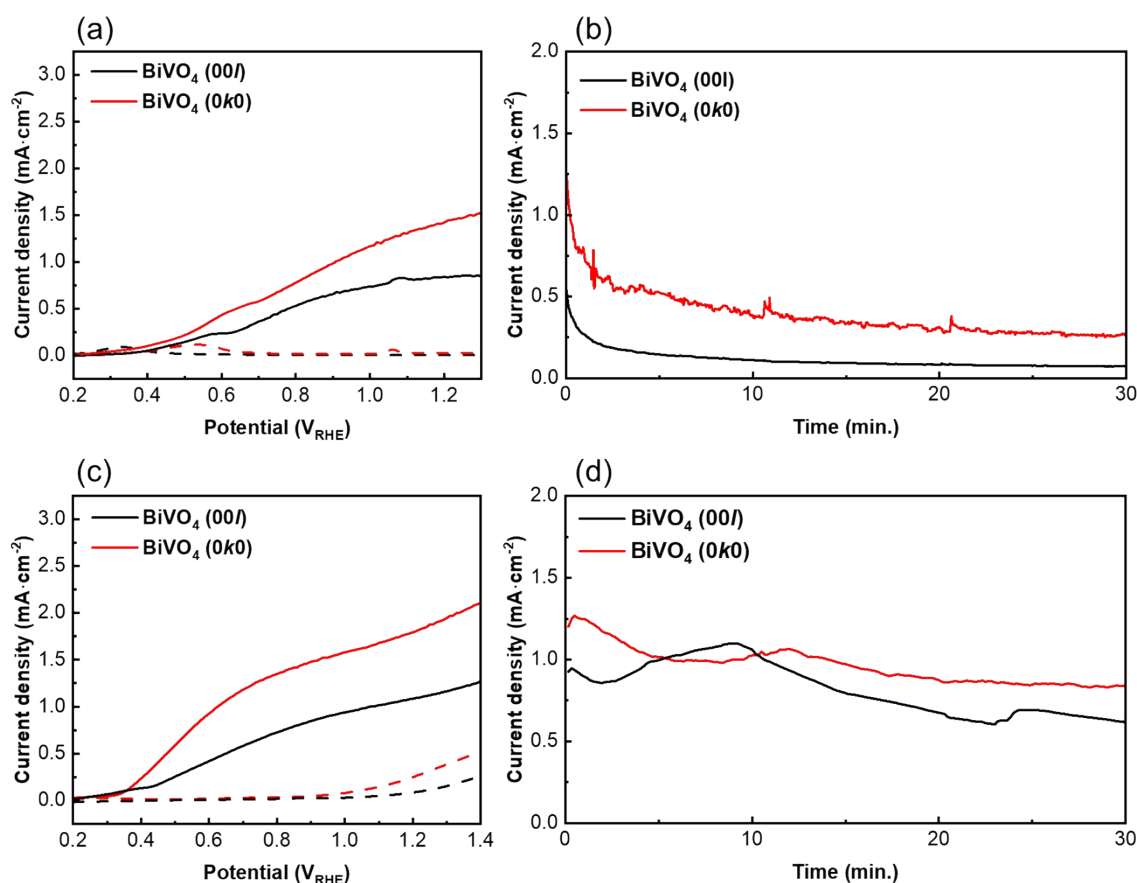 (a)
BiVO₄ (00l)
BiVO₄ (0k0)
Current density (mA·cm⁻²)
3.0
2.5
2.0
1.5
1.0
0.5
0.0
0.2 0.4 0.6 0.8 1.0 1.2
Potential (V_RHE)
(b)
BiVO₄ (00l)
BiVO₄ (0k0)
Current density (mA·cm⁻²)
2.0
1.5
1.0
0.5
0.0
0 10 20 30
Time (min.)
(c)
BiVO₄ (00l)
BiVO₄ (0k0)
Current density (mA·cm⁻²)
3.0
2.5
2.0
1.5
1.0
0.5
0.0
0.2 0.4 0.6 0.8 1.0 1.2 1.4
Potential (V_RHE)
(d)
BiVO₄ (00l)
BiVO₄ (0k0)
Current density (mA·cm⁻²)
2.0
1.5
1.0
0.5
0.0
0 10 20 30
Time (min.)